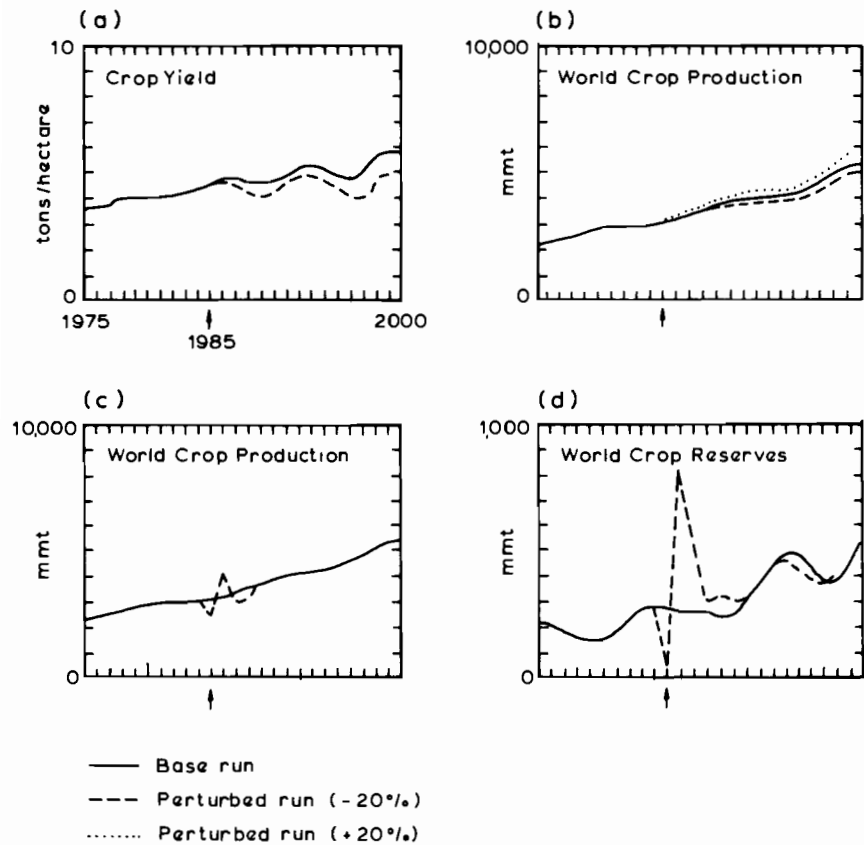 (a)
10
Crop Yield
tons/hectare
0
1975
1985
2000
(b)
10,000
World Crop Production
mmt
0
(c)
10,000
World Crop Production
mmt
0
(d)
1,000
World Crop Reserves
mmt
0
Base run
Perturbed run (-20%)
Perturbed run (+20%)